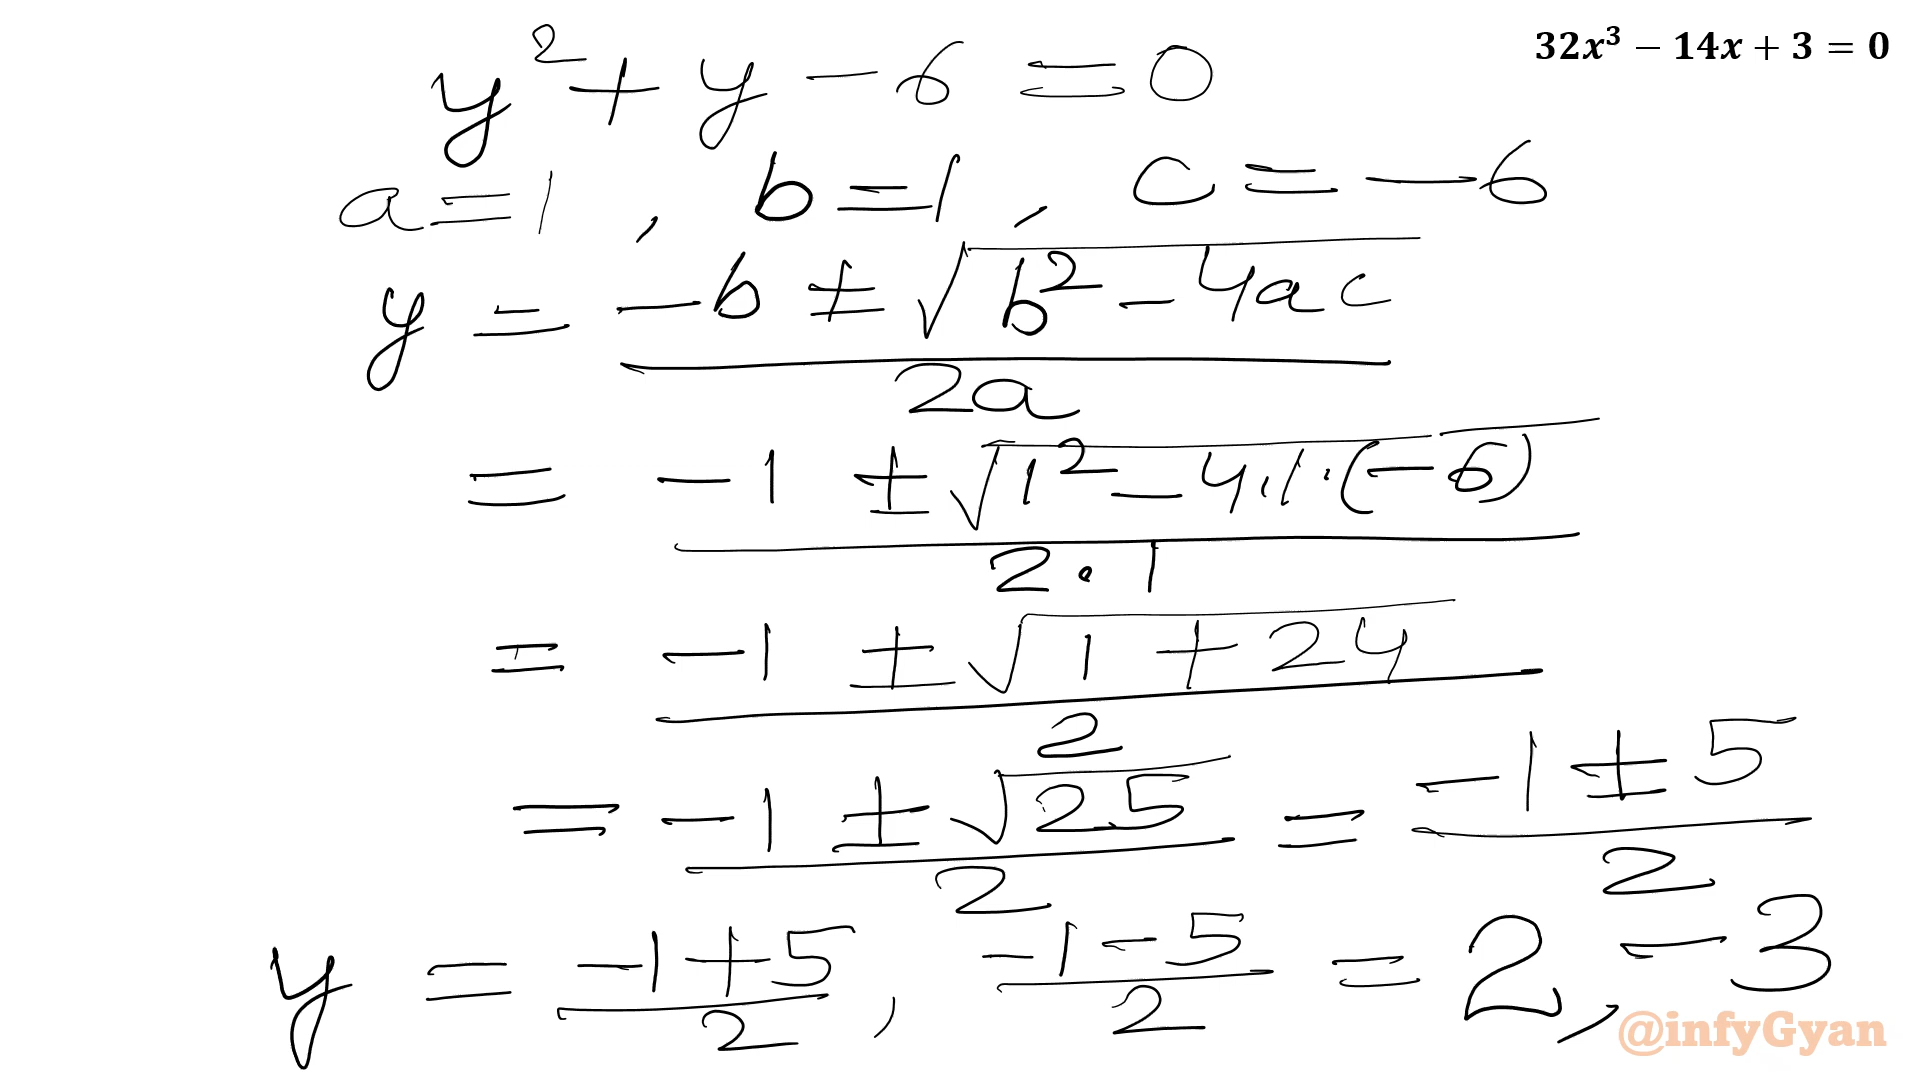 32x³ − 14x + 3 = 0
y² + y − 6 = 0
a = 1 , b = 1 , c = − 6
y = (−b ± √(b² − 4ac)) / 2a
= (−1 ± √(1² − 4.1.(−6))) / 2·1
= (−1 ± √(1 + 24)) / 2
= (−1 ± √25) / 2 = (−1 ± 5) / 2
y = (−1+5) / 2 , (−1−5) / 2 = 2, −3
@infyGyan